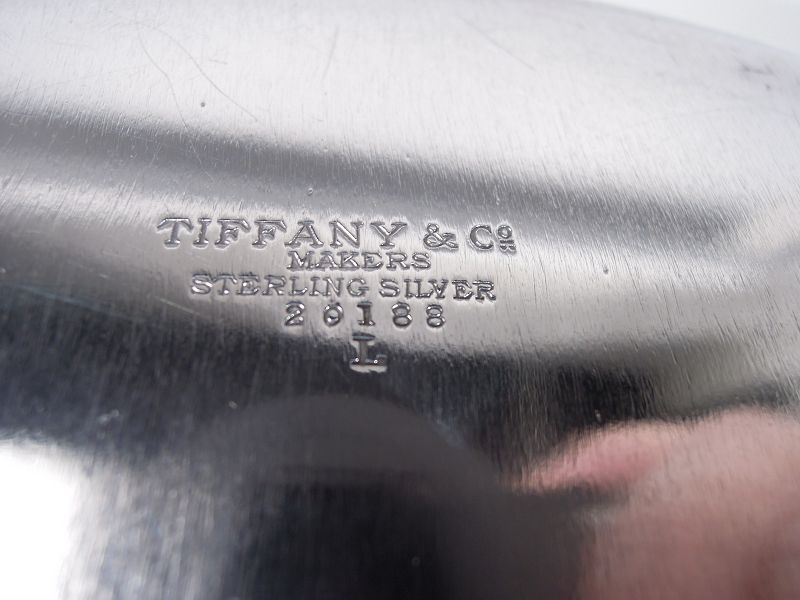 TIFFANY & Co
MAKERS
STERLING SILVER
20188
L